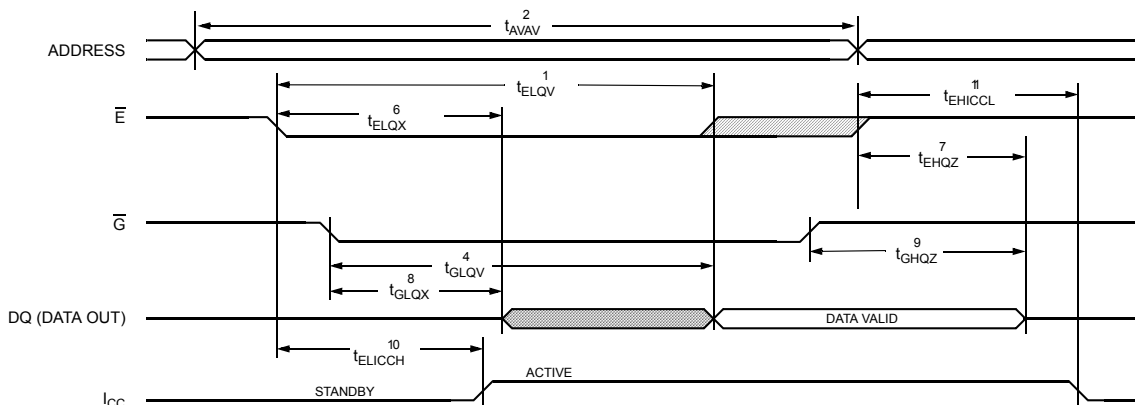 2
tAVAV
ADDRESS
1
tELQV
11
tEHICCL
6
tELQX
E
7
tEHQZ
G
9
tGHQZ
4
tGLQV
8
tGLQX
DQ (DATA OUT)
DATA VALID
10
tELICCH
ACTIVE
STANDBY
ICC